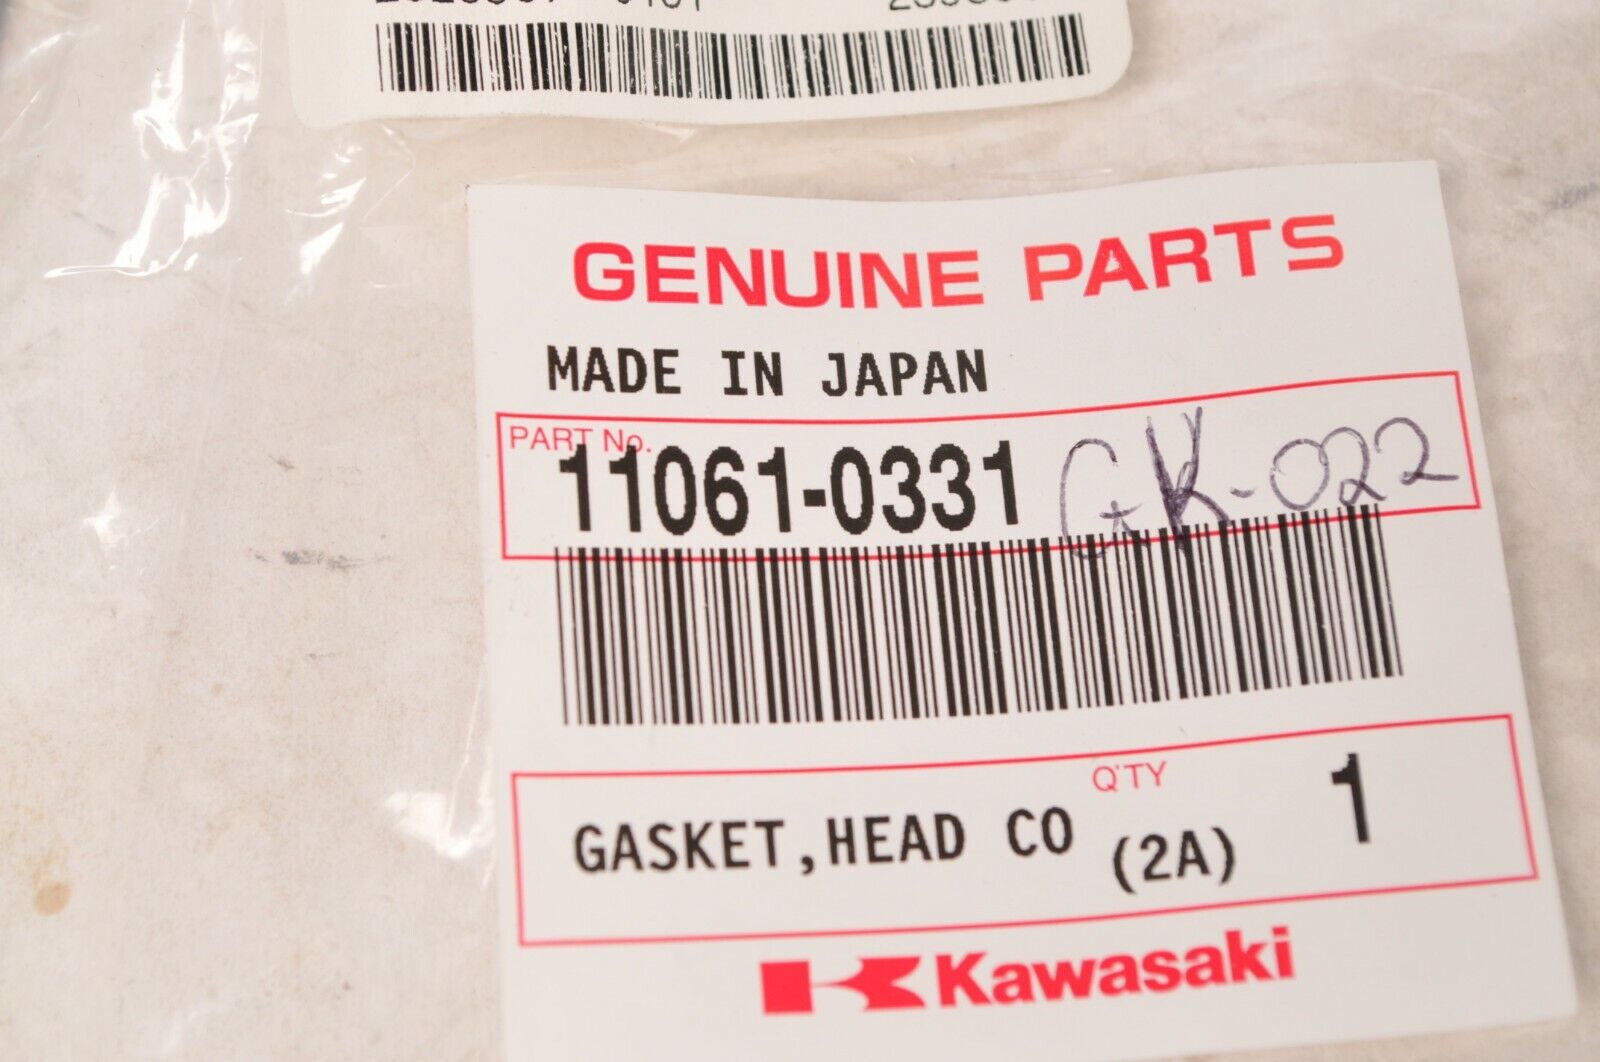 GENUINE PARTS
MADE IN JAPAN
PART No.
11061-0331 GK-022
Q'TY
GASKET,HEAD CO (2A) 1
Kawasaki